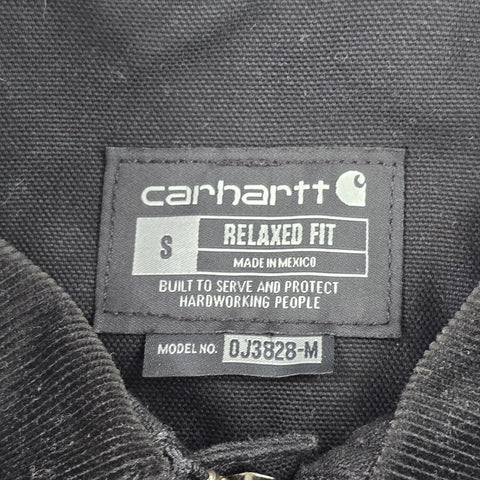 carhartt
S RELAXED FIT
MADE IN MEXICO
BUILT TO SERVE AND PROTECT
HARDWORKING PEOPLE
MODEL NO. OJ3828-M